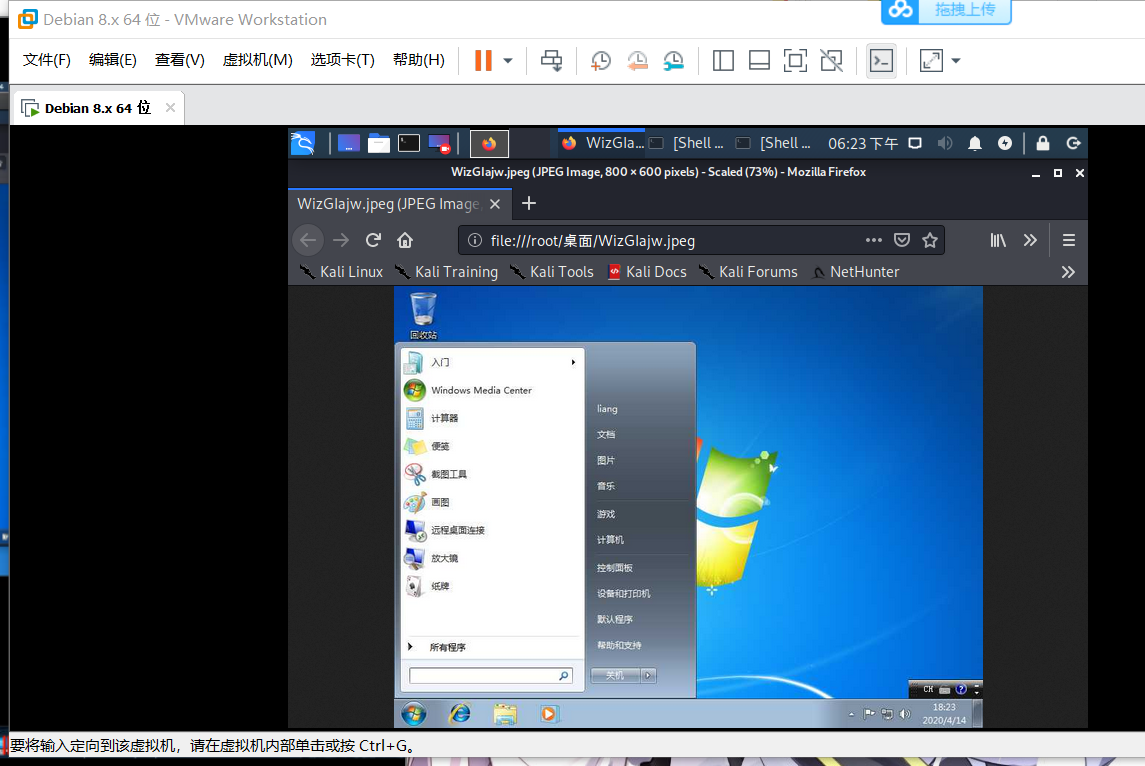 Debian 8.x 64 位 - VMware Workstation
拖拽上传
文件(F) 编辑(E) 查看(V) 虚拟机(M) 选项卡(T) 帮助(H)
Debian 8.x 64 位
WizGIa... [Shell ... [Shell ... 06:23 下午
WizGIajw.jpeg (JPEG Image, 800 × 600 pixels) - Scaled (73%) - Mozilla Firefox
WizGIajw.jpeg (JPEG Image,
file:///root/桌面/WizGIajw.jpeg
Kali Linux Kali Training Kali Tools Kali Docs Kali Forums NetHunter
回收站
入门
Windows Media Center
计算器
便笺
截图工具
画图
远程桌面连接
放大镜
纸牌
所有程序
liang
文档
图片
音乐
游戏
计算机
控制面板
设备和打印机
默认程序
帮助和支持
关机
CH
18:23
2020/4/14
要将输入定向到该虚拟机，请在虚拟机内部单击或按 Ctrl+G。